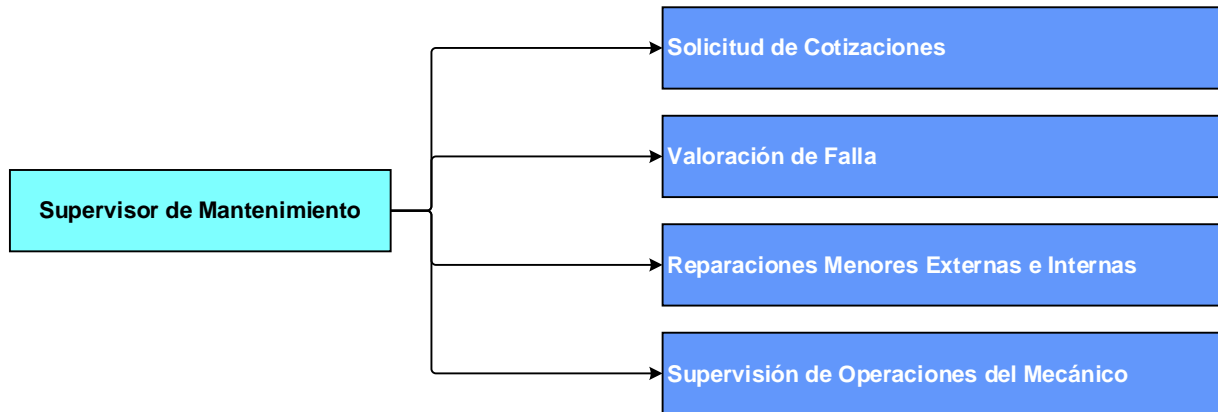 Solicitud de Cotizaciones
Valoración de Falla
Supervisor de Mantenimiento
Reparaciones Menores Externas e Internas
Supervisión de Operaciones del Mecánico